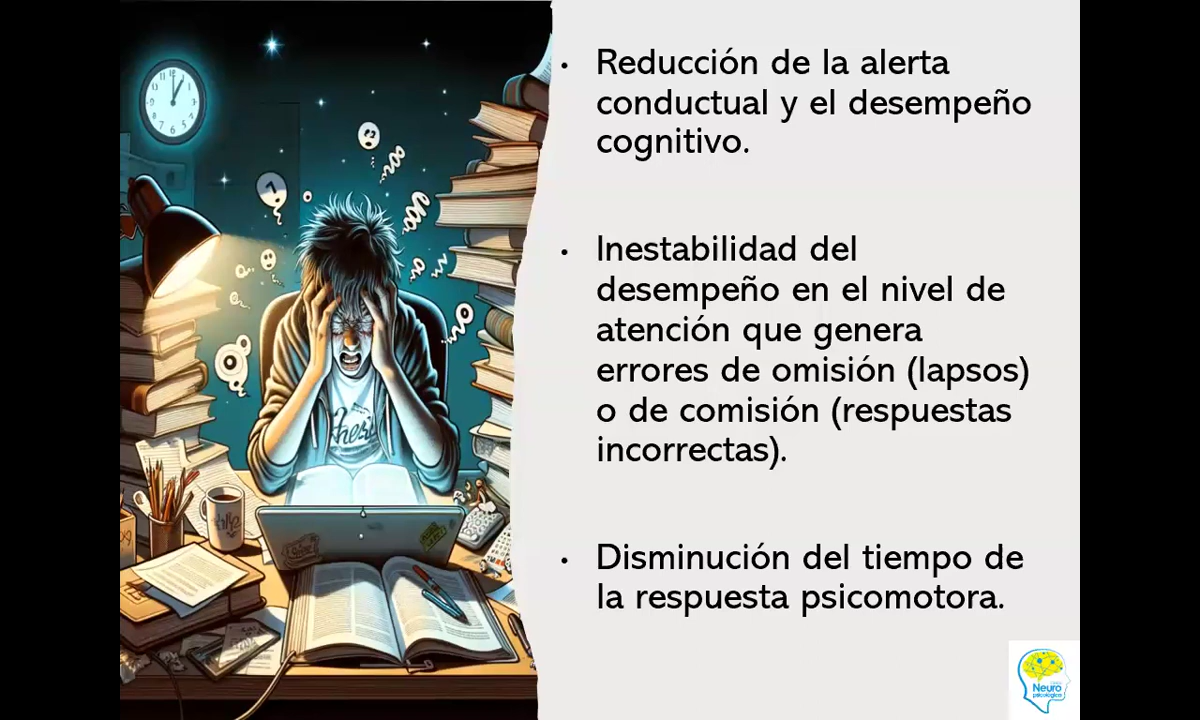 • Reducción de la alerta
conductual y el desempeño
cognitivo.
• Inestabilidad del
desempeño en el nivel de
atención que genera
errores de omisión (lapsos)
o de comisión (respuestas
incorrectas).
• Disminución del tiempo de
la respuesta psicomotora.
Neuro
psicológica